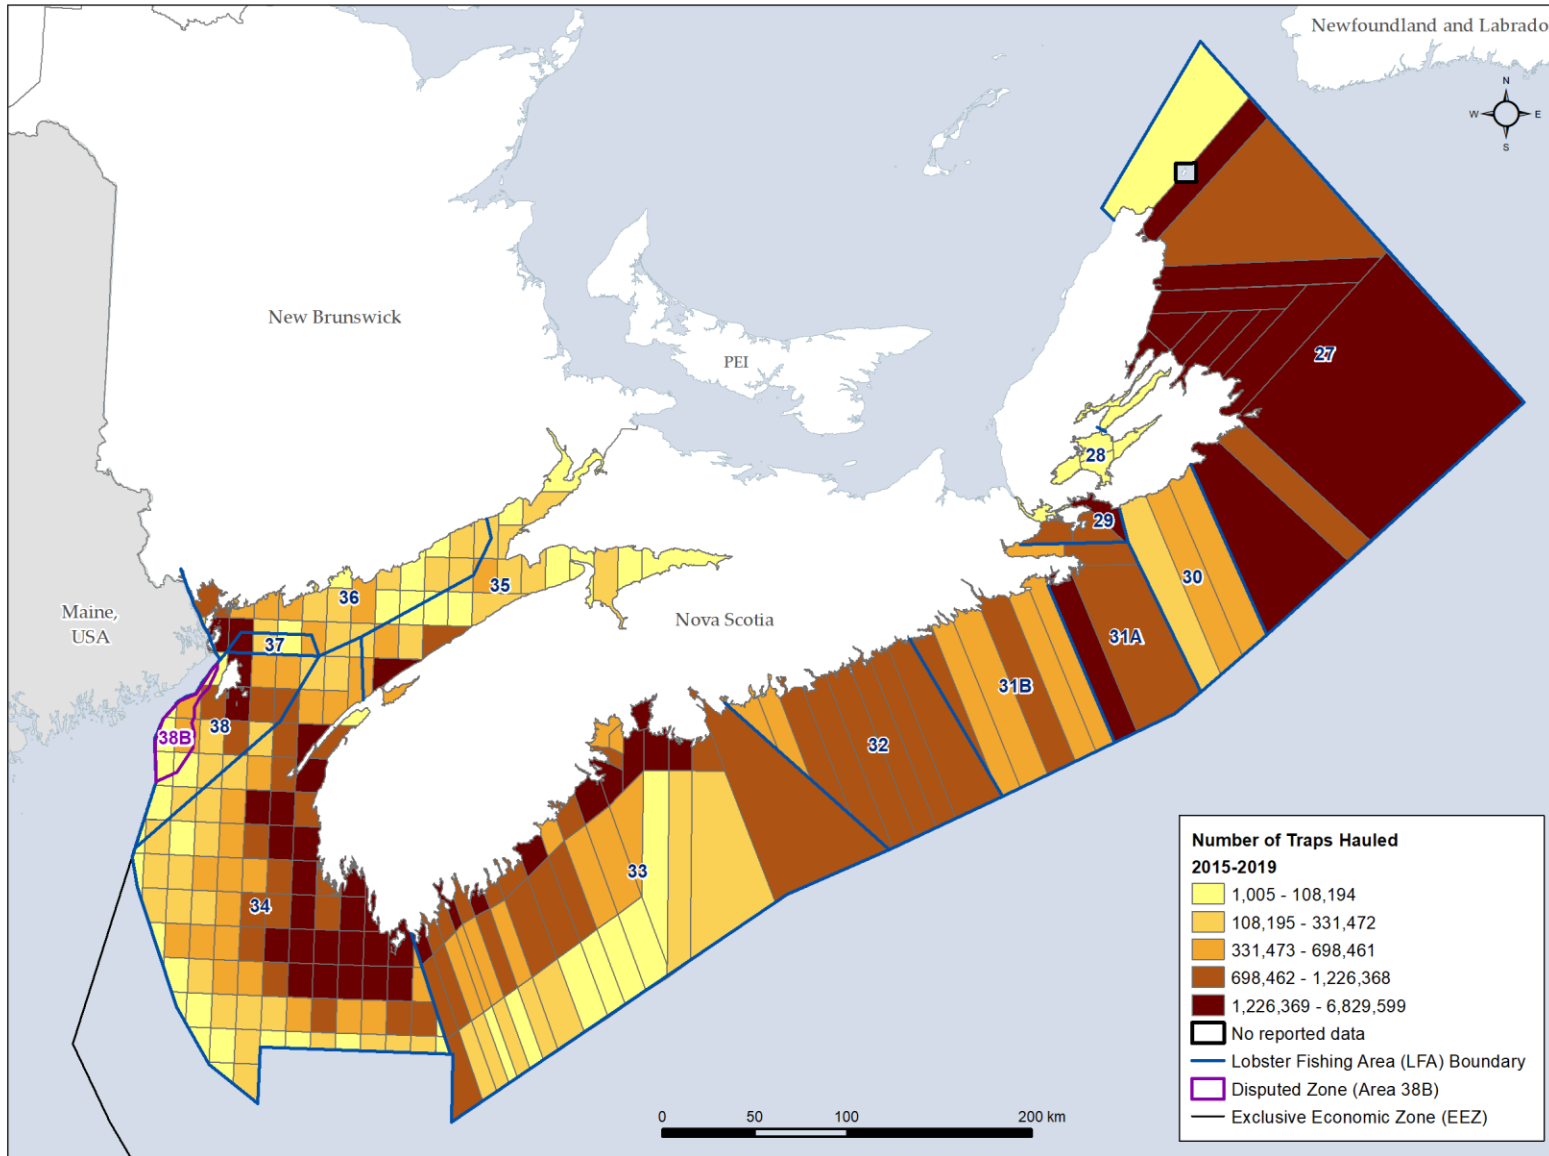 Newfoundland and Labrado
N
W E
S
New Brunswick
PEI
27
28
29
30
35
36
Maine,
USA
Nova Scotia
31A
37
31B
38
38B
32
33
34
Number of Traps Hauled
2015-2019
1,005 - 108,194
108,195 - 331,472
331,473 - 698,461
698,462 - 1,226,368
1,226,369 - 6,829,599
No reported data
Lobster Fishing Area (LFA) Boundary
Disputed Zone (Area 38B)
Exclusive Economic Zone (EEZ)
0 50 100 200 km